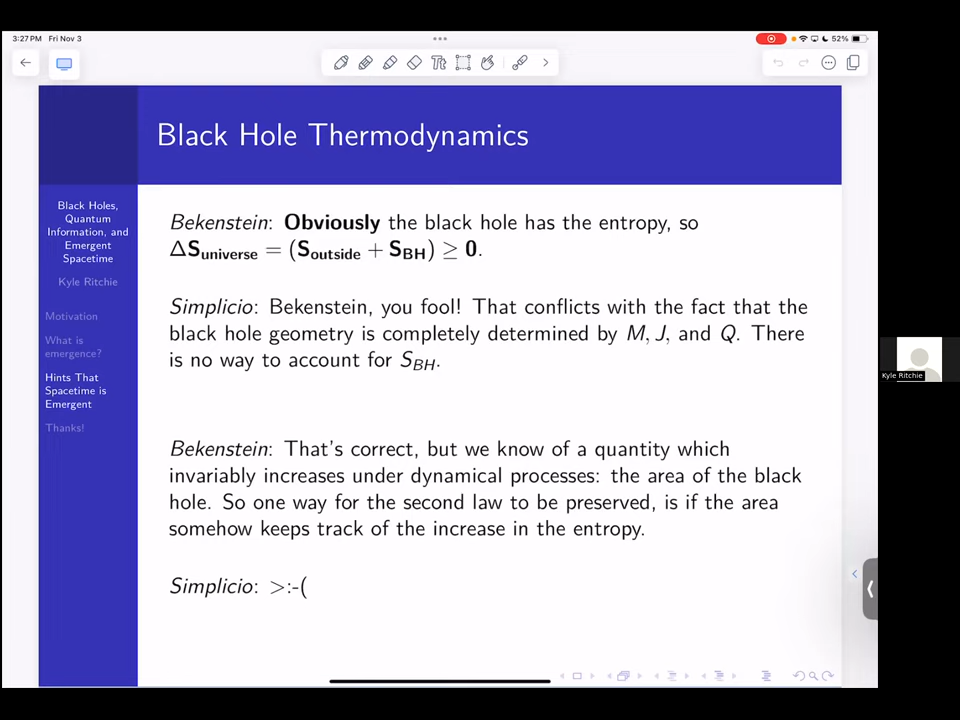 3:27 PM Fri Nov 3
52%
Black Hole Thermodynamics
Black Holes,
Quantum
Information, and
Emergent
Spacetime
Kyle Ritchie
Motivation
What is
emergence?
Hints That
Spacetime is
Emergent
Thanks!
Bekenstein: Obviously the black hole has the entropy, so
ΔS_universe = (S_outside + S_BH) ≥ 0.
Simplicio: Bekenstein, you fool! That conflicts with the fact that the
black hole geometry is completely determined by M, J, and Q. There
is no way to account for S_BH.
Bekenstein: That's correct, but we know of a quantity which
invariably increases under dynamical processes: the area of the black
hole. So one way for the second law to be preserved, is if the area
somehow keeps track of the increase in the entropy.
Simplicio: >:-(
Kyle Ritchie